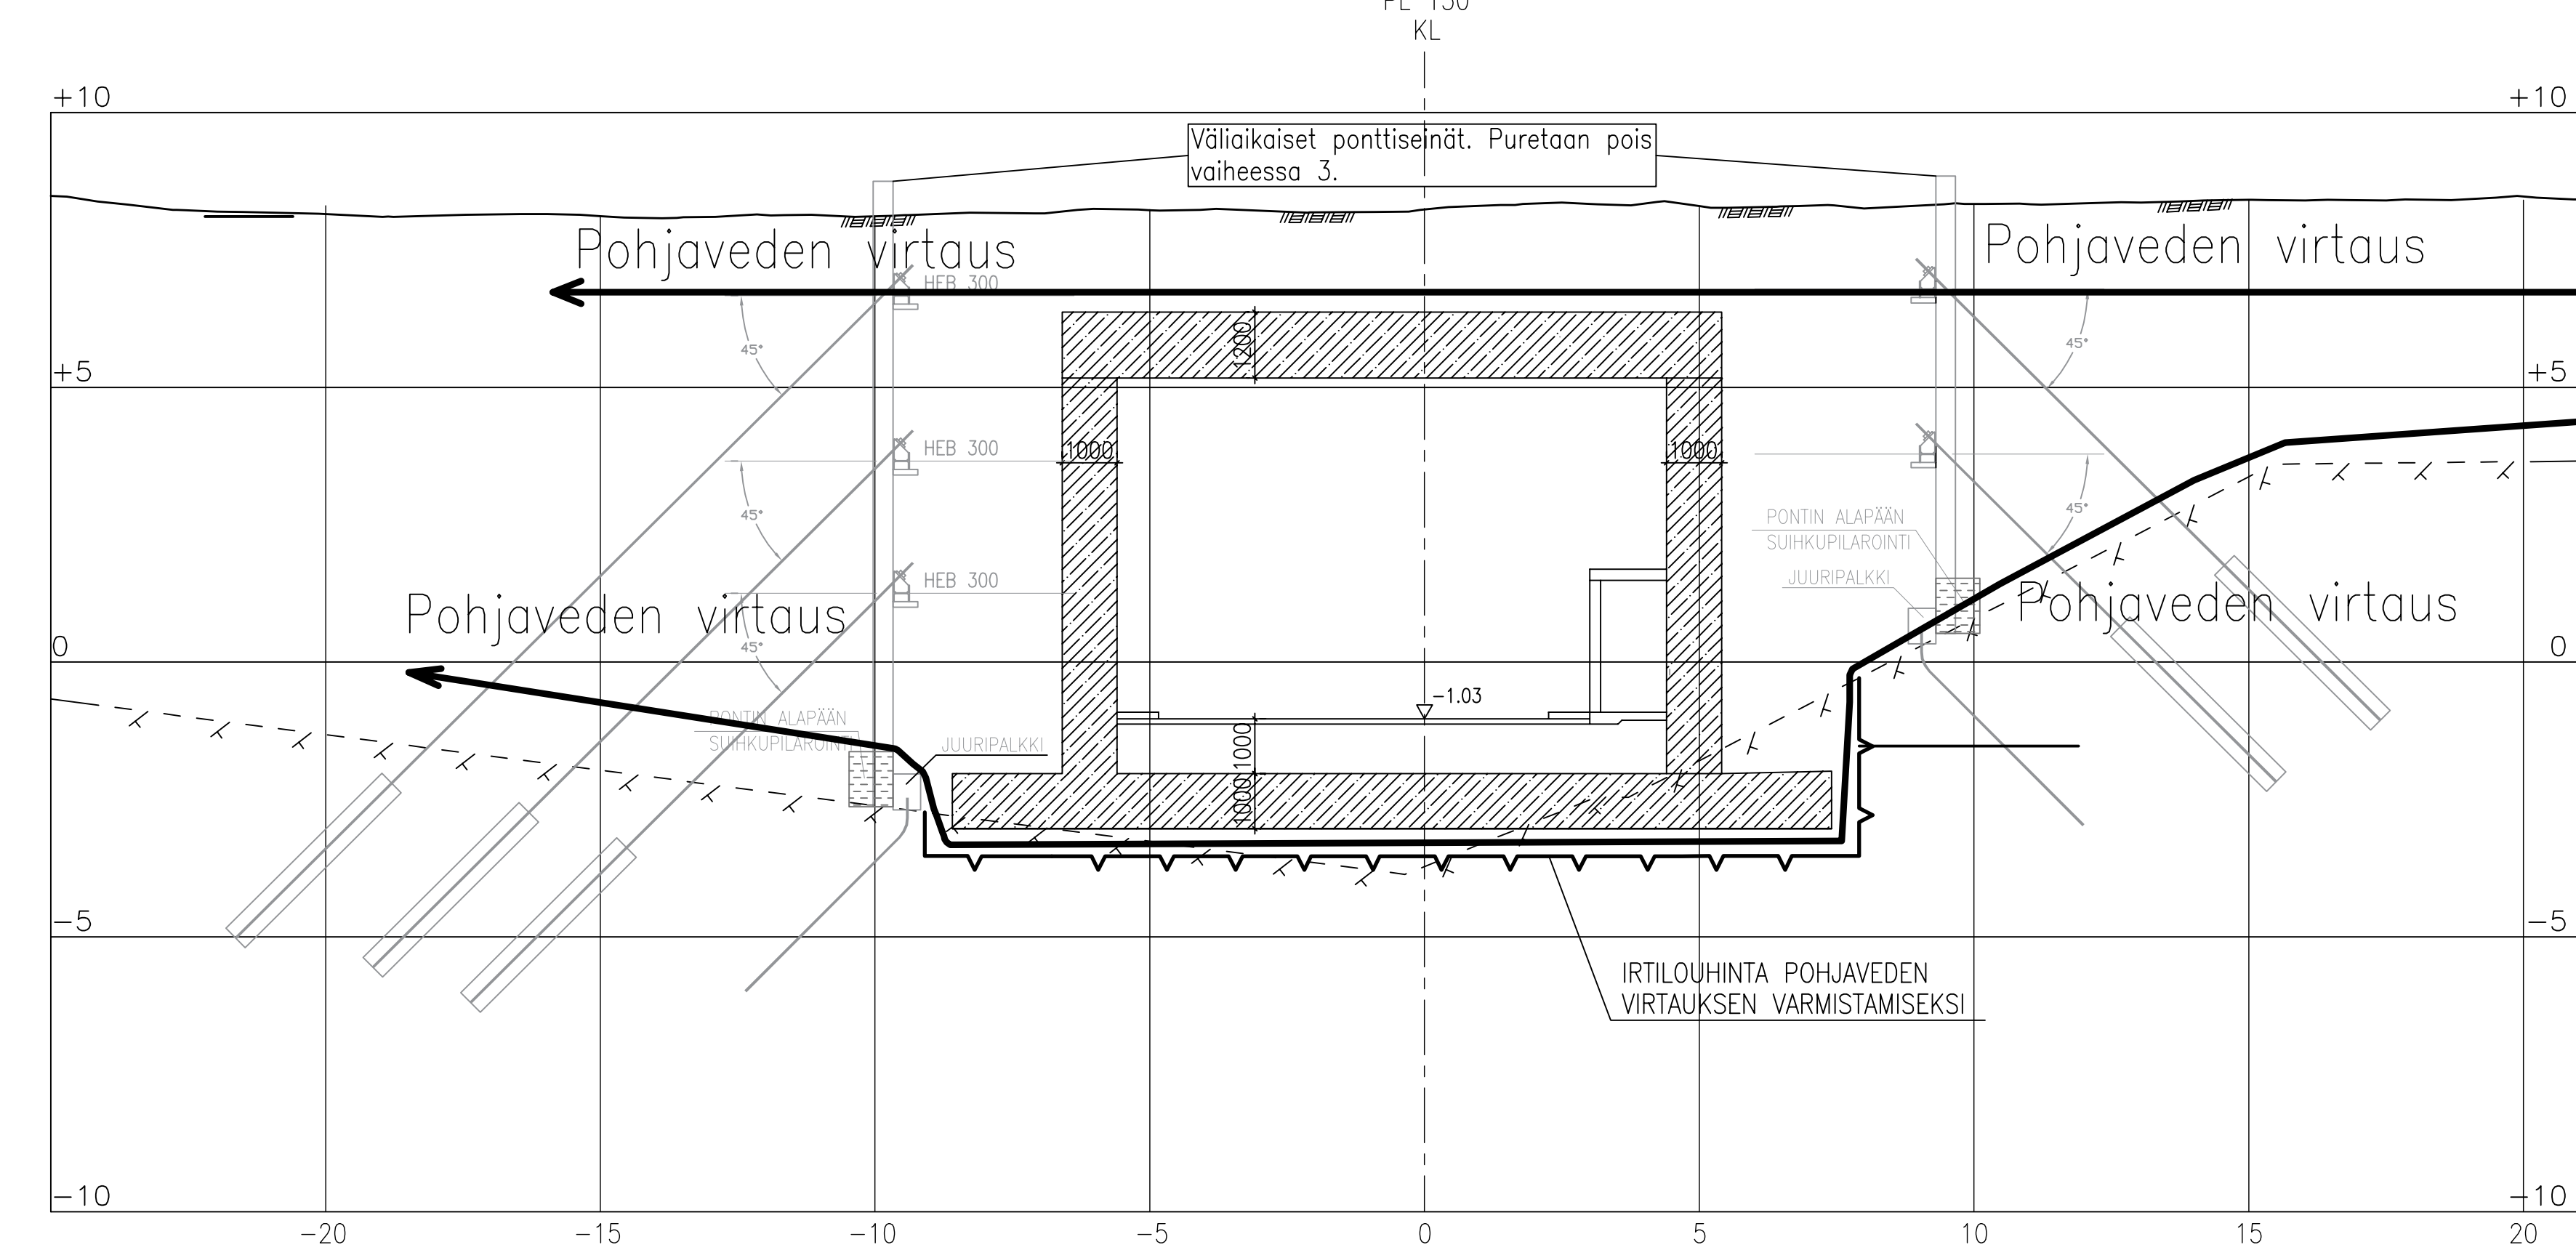 KL
+10
+10
Väliaikaiset ponttiseinät. Puretaan pois
vaiheessa 3.
Pohjaveden virtaus
Pohjaveden virtaus
HEB 300
1200
45°
45°
+5
+5
HEB 300
1000
1000
45°
45°
PONTIN ALAPÄÄN
SUIHKUPILAROINTI
JUURIPALKKI
HEB 300
Pohjaveden virtaus
Pohjaveden virtaus
45°
0
0
-1.03
PONTIN ALAPÄÄN
SUIHKUPILAROINTI
JUURIPALKKI
1000
1000
-5
-5
IRTILOUHINTA POHJAVEDEN
VIRTAUKSEN VARMISTAMISEKSI
-10
-10
-20
-15
-10
-5
0
5
10
15
20